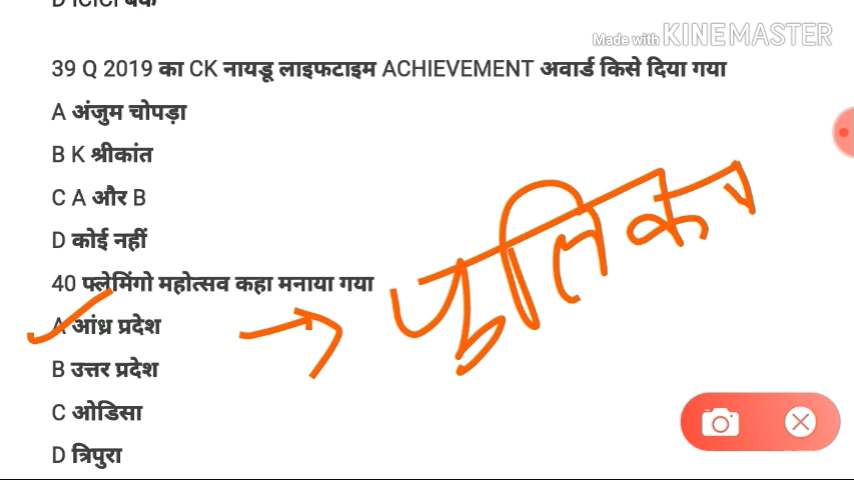 D ICICI बैंक
Made with KINEMASTER
39 Q 2019 का CK नायडू लाइफटाइम ACHIEVEMENT अवार्ड किसे दिया गया
A अंजुम चोपड़ा
B K श्रीकांत
C A और B
D कोई नहीं
40 फ्लेमिंगो महोत्सव कहा मनाया गया
A आंध्र प्रदेश
B उत्तर प्रदेश
C ओडिसा
D त्रिपुरा